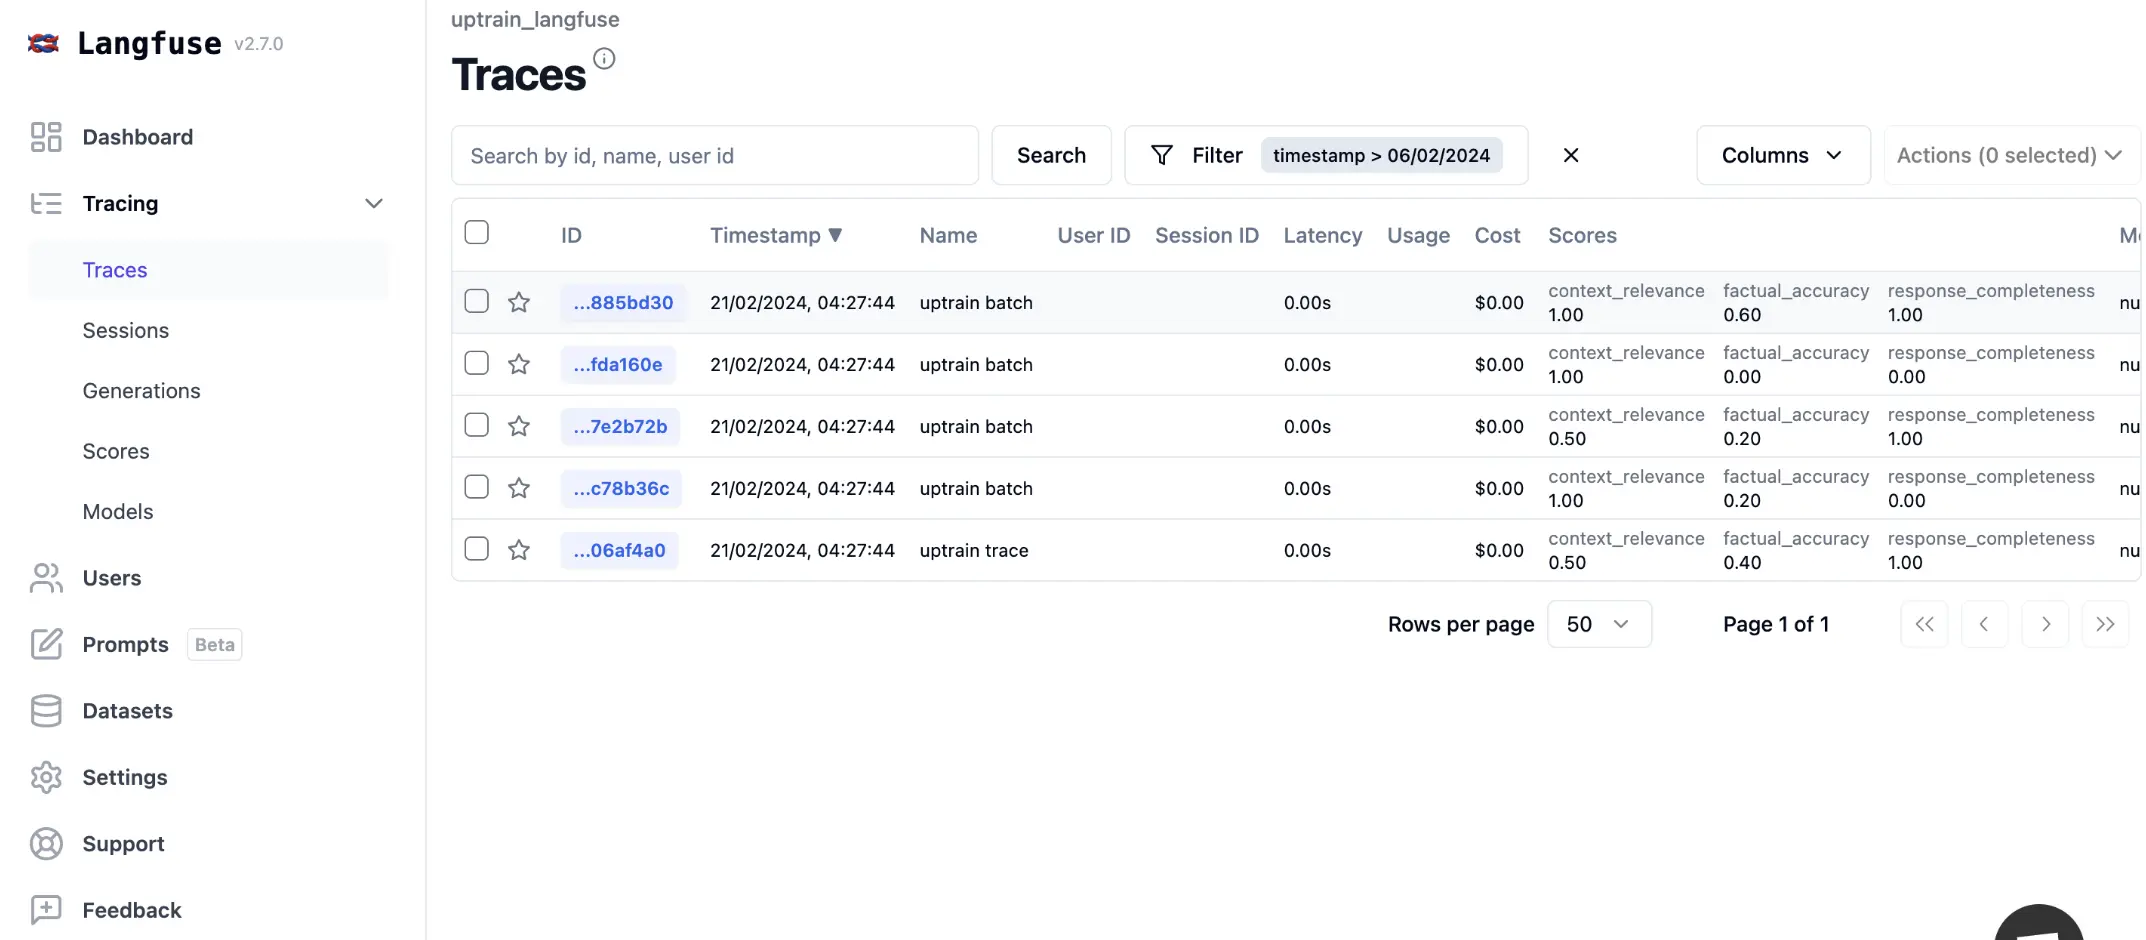 Langfuse v2.7.0
Dashboard
Tracing
Traces
Sessions
Generations
Scores
Models
Users
Prompts Beta
Datasets
Settings
Support
Feedback
uptrain_langfuse
Traces
Search by id, name, user id Search Filter timestamp > 06/02/2024 Columns Actions (0 selected)
ID Timestamp ▼ Name User ID Session ID Latency Usage Cost Scores
...885bd30 21/02/2024, 04:27:44 uptrain batch 0.00s $0.00 context_relevance factual_accuracy response_completeness nu
1.00 0.60 1.00
...fda160e 21/02/2024, 04:27:44 uptrain batch 0.00s $0.00 context_relevance factual_accuracy response_completeness nu
1.00 0.00 0.00
...7e2b72b 21/02/2024, 04:27:44 uptrain batch 0.00s $0.00 context_relevance factual_accuracy response_completeness nu
0.50 0.20 1.00
...c78b36c 21/02/2024, 04:27:44 uptrain batch 0.00s $0.00 context_relevance factual_accuracy response_completeness nu
1.00 0.20 0.00
...06af4a0 21/02/2024, 04:27:44 uptrain trace 0.00s $0.00 context_relevance factual_accuracy response_completeness nu
0.50 0.40 1.00
Rows per page 50 Page 1 of 1